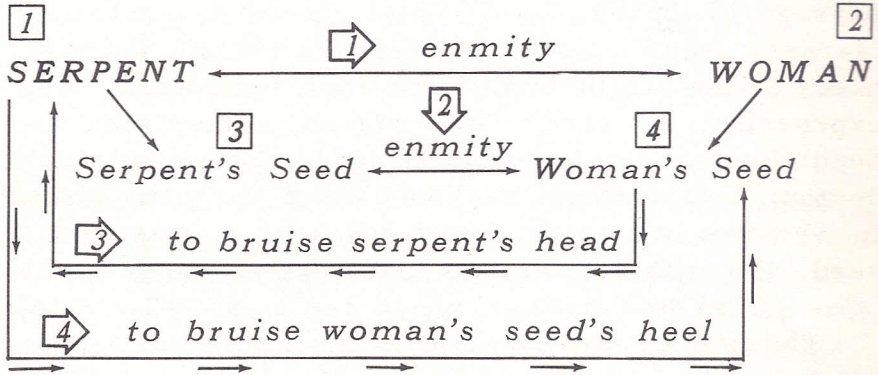 1 2
1 enmity
SERPENT WOMAN
2
3 4
enmity
Serpent's Seed Woman's Seed
3 to bruise serpent's head
4 to bruise woman's seed's heel